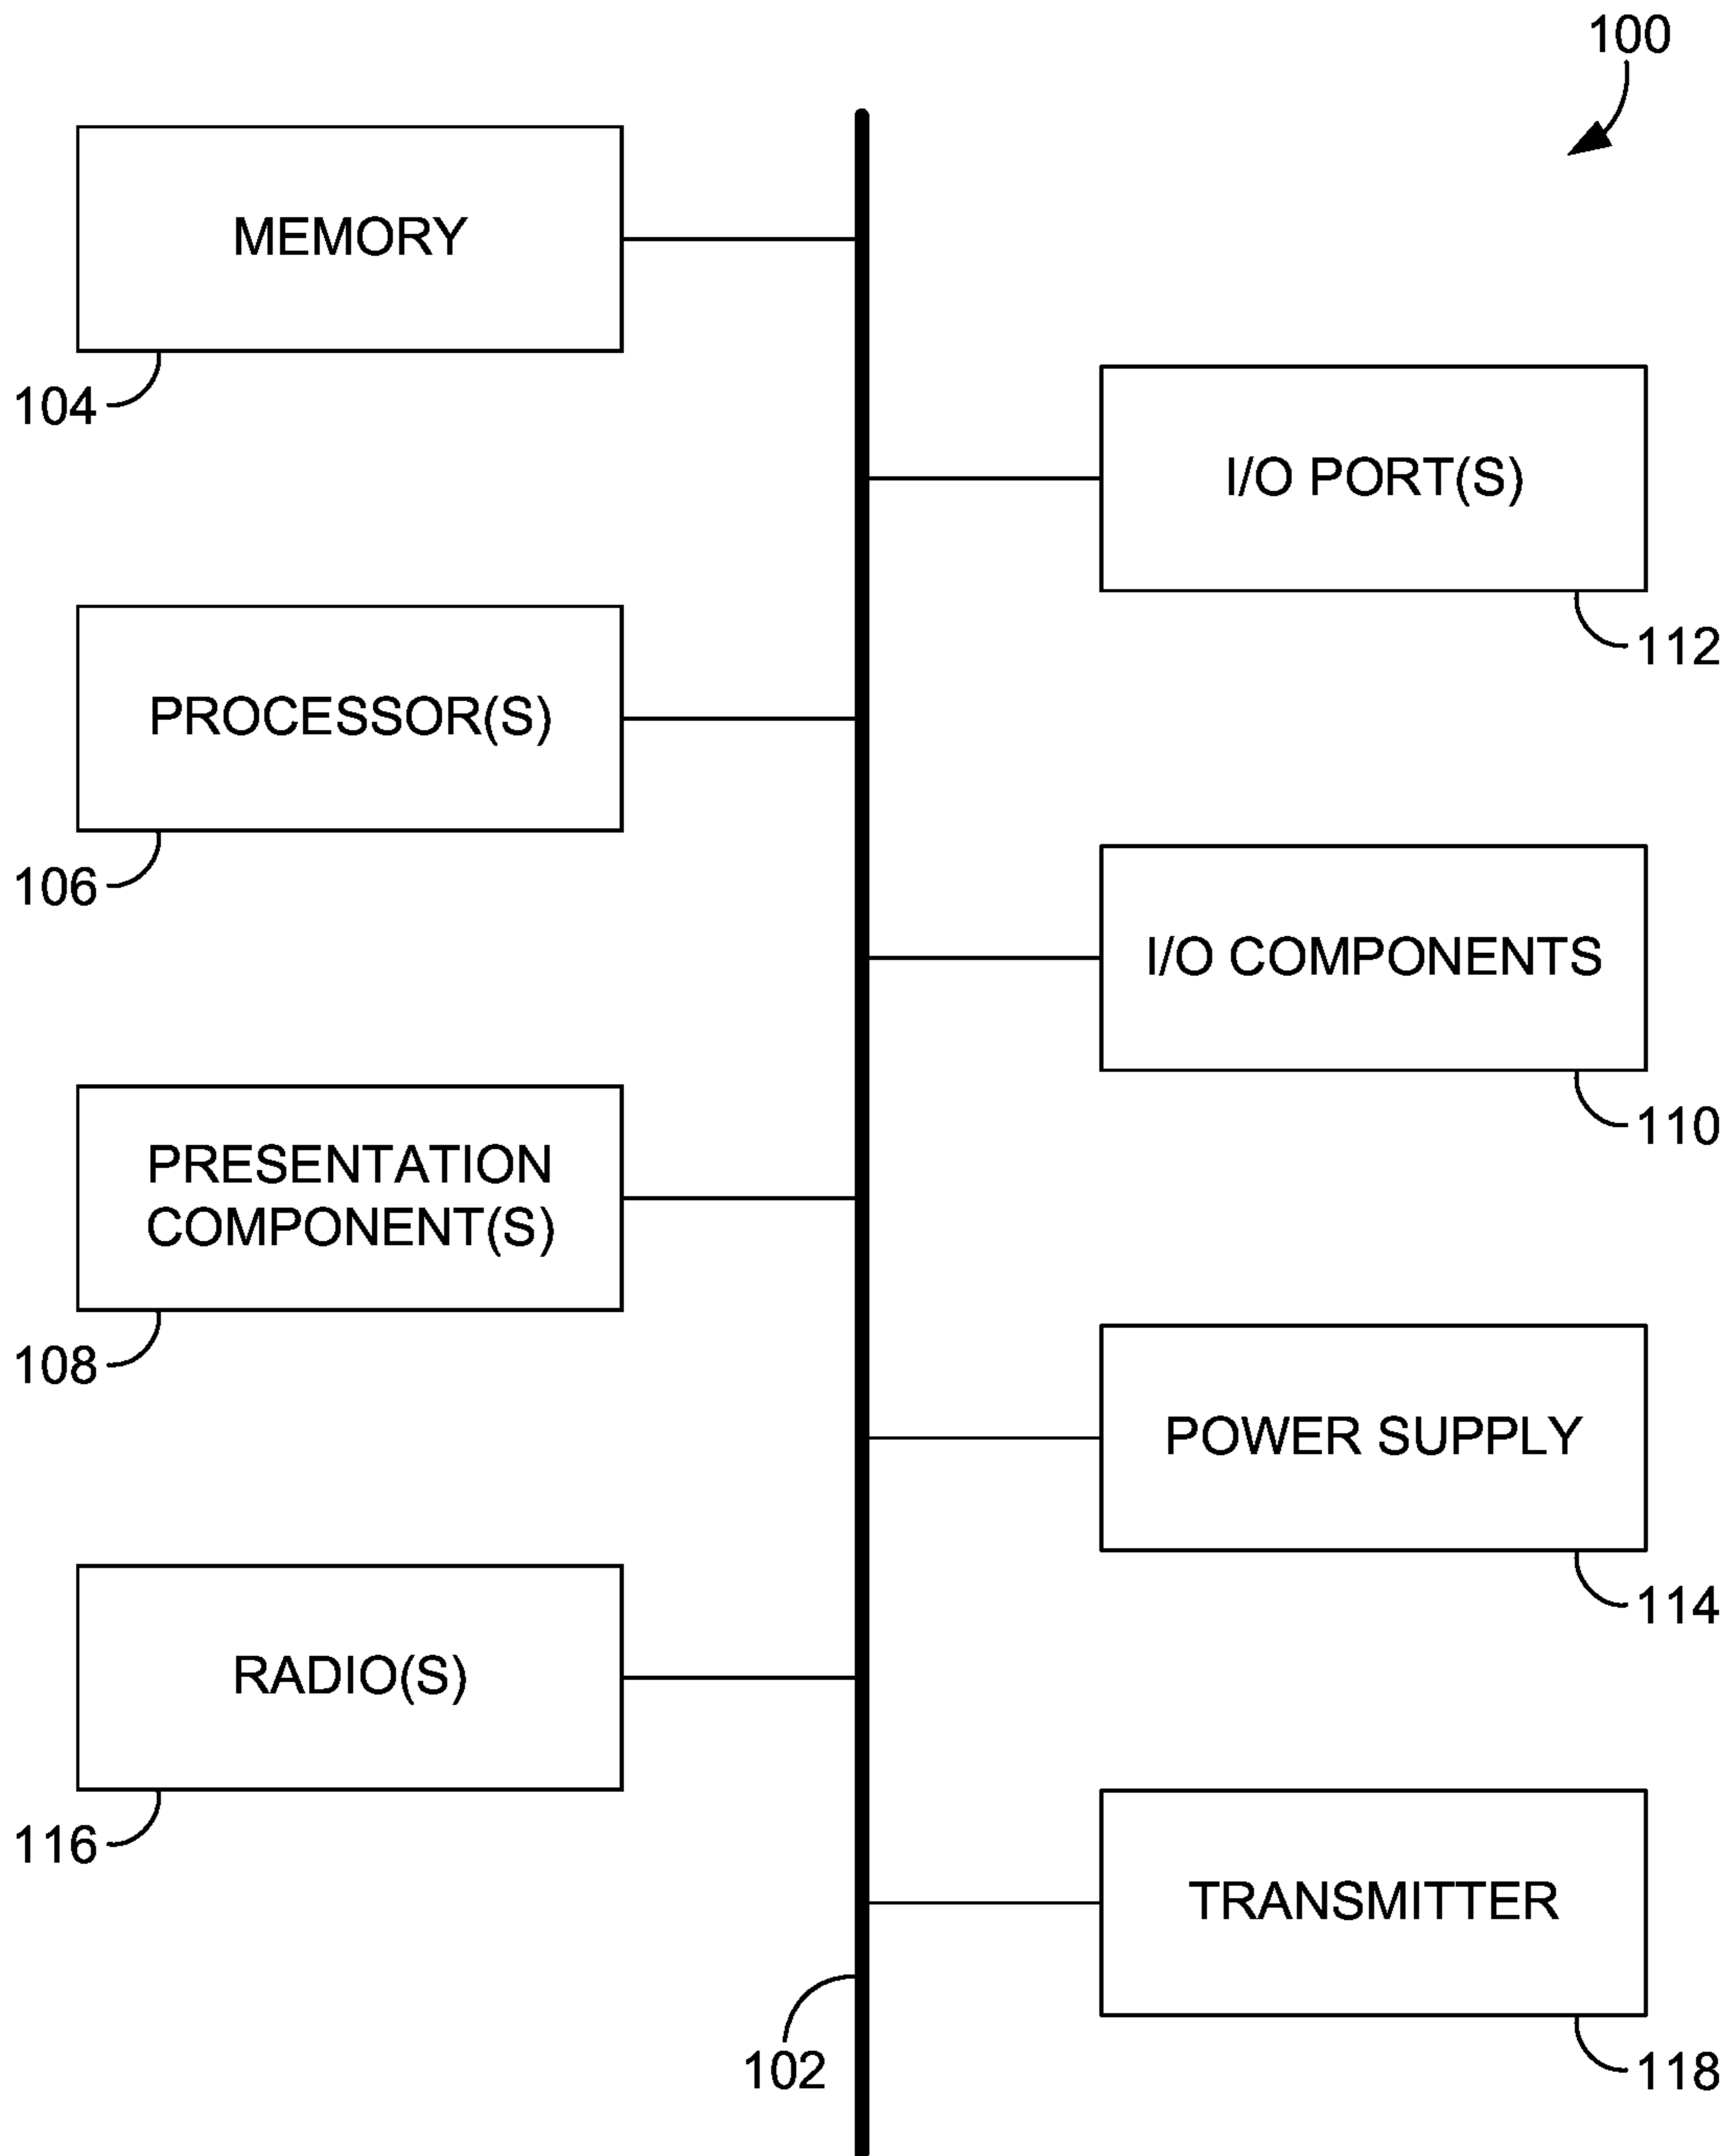 100
MEMORY
104
I/O PORT(S)
112
PROCESSOR(S)
106
I/O COMPONENTS
110
PRESENTATION
COMPONENT(S)
108
POWER SUPPLY
114
RADIO(S)
116
TRANSMITTER
118
102